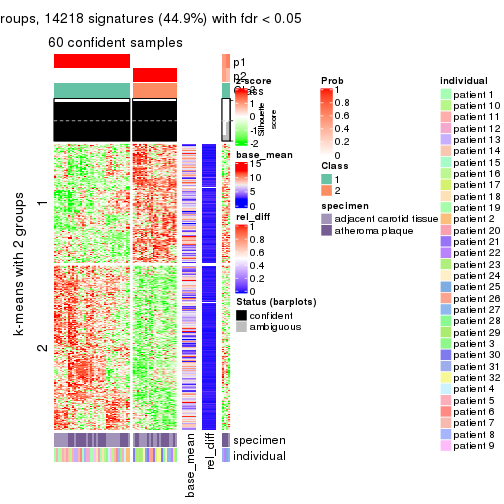 roups, 14218 signatures (44.9%) with fdr < 0.05
60 confident samples
p1
p2
Class
Silhouette
score
k-means with 2 groups
1
2
specimen
individual
base_mean
rel_diff
z-score
2
1
0
-1
-2
base_mean
15
10
5
0
rel_diff
1
0.8
0.6
0.4
0.2
0
Status (barplots)
confident
ambiguous
Prob
1
0.8
0.6
0.4
0.2
0
Class
1
2
specimen
adjacent carotid tissue
atheroma plaque
individual
patient 1
patient 10
patient 11
patient 12
patient 13
patient 14
patient 15
patient 16
patient 17
patient 18
patient 19
patient 2
patient 20
patient 21
patient 22
patient 23
patient 24
patient 25
patient 26
patient 27
patient 28
patient 29
patient 3
patient 30
patient 31
patient 32
patient 4
patient 5
patient 6
patient 7
patient 8
patient 9